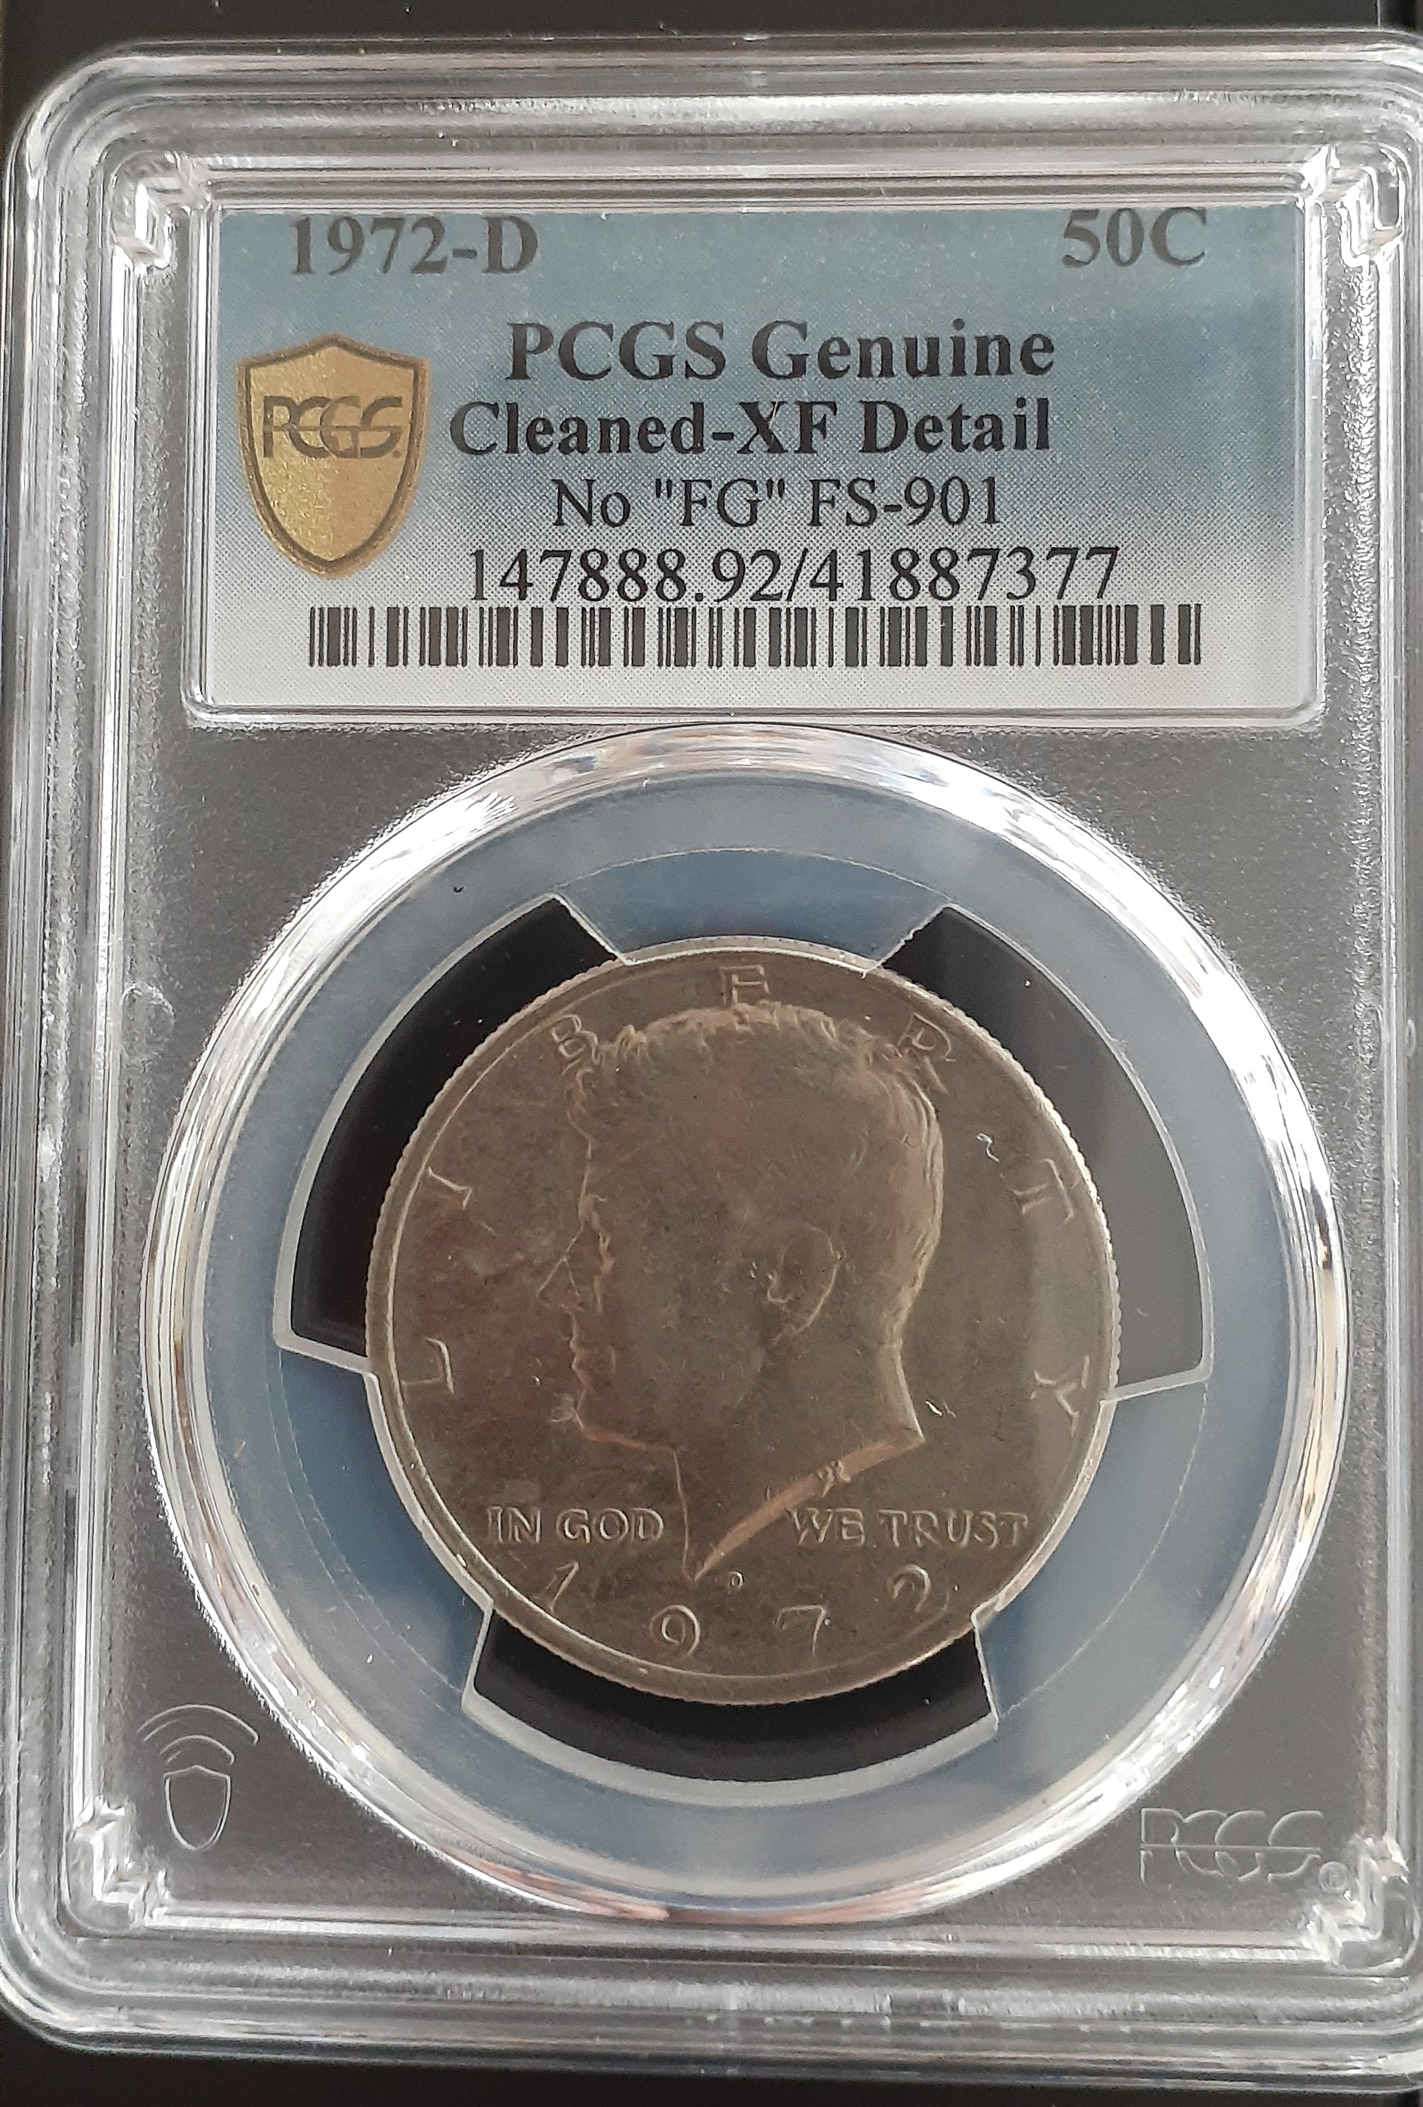 1972-D 50C
PCGS Genuine
PCGS.
Cleaned-XF Detail
No "FG" FS-901
147888.92/41887377
LIBERTY
IN GOD WE TRUST
D
1972
PCGS®